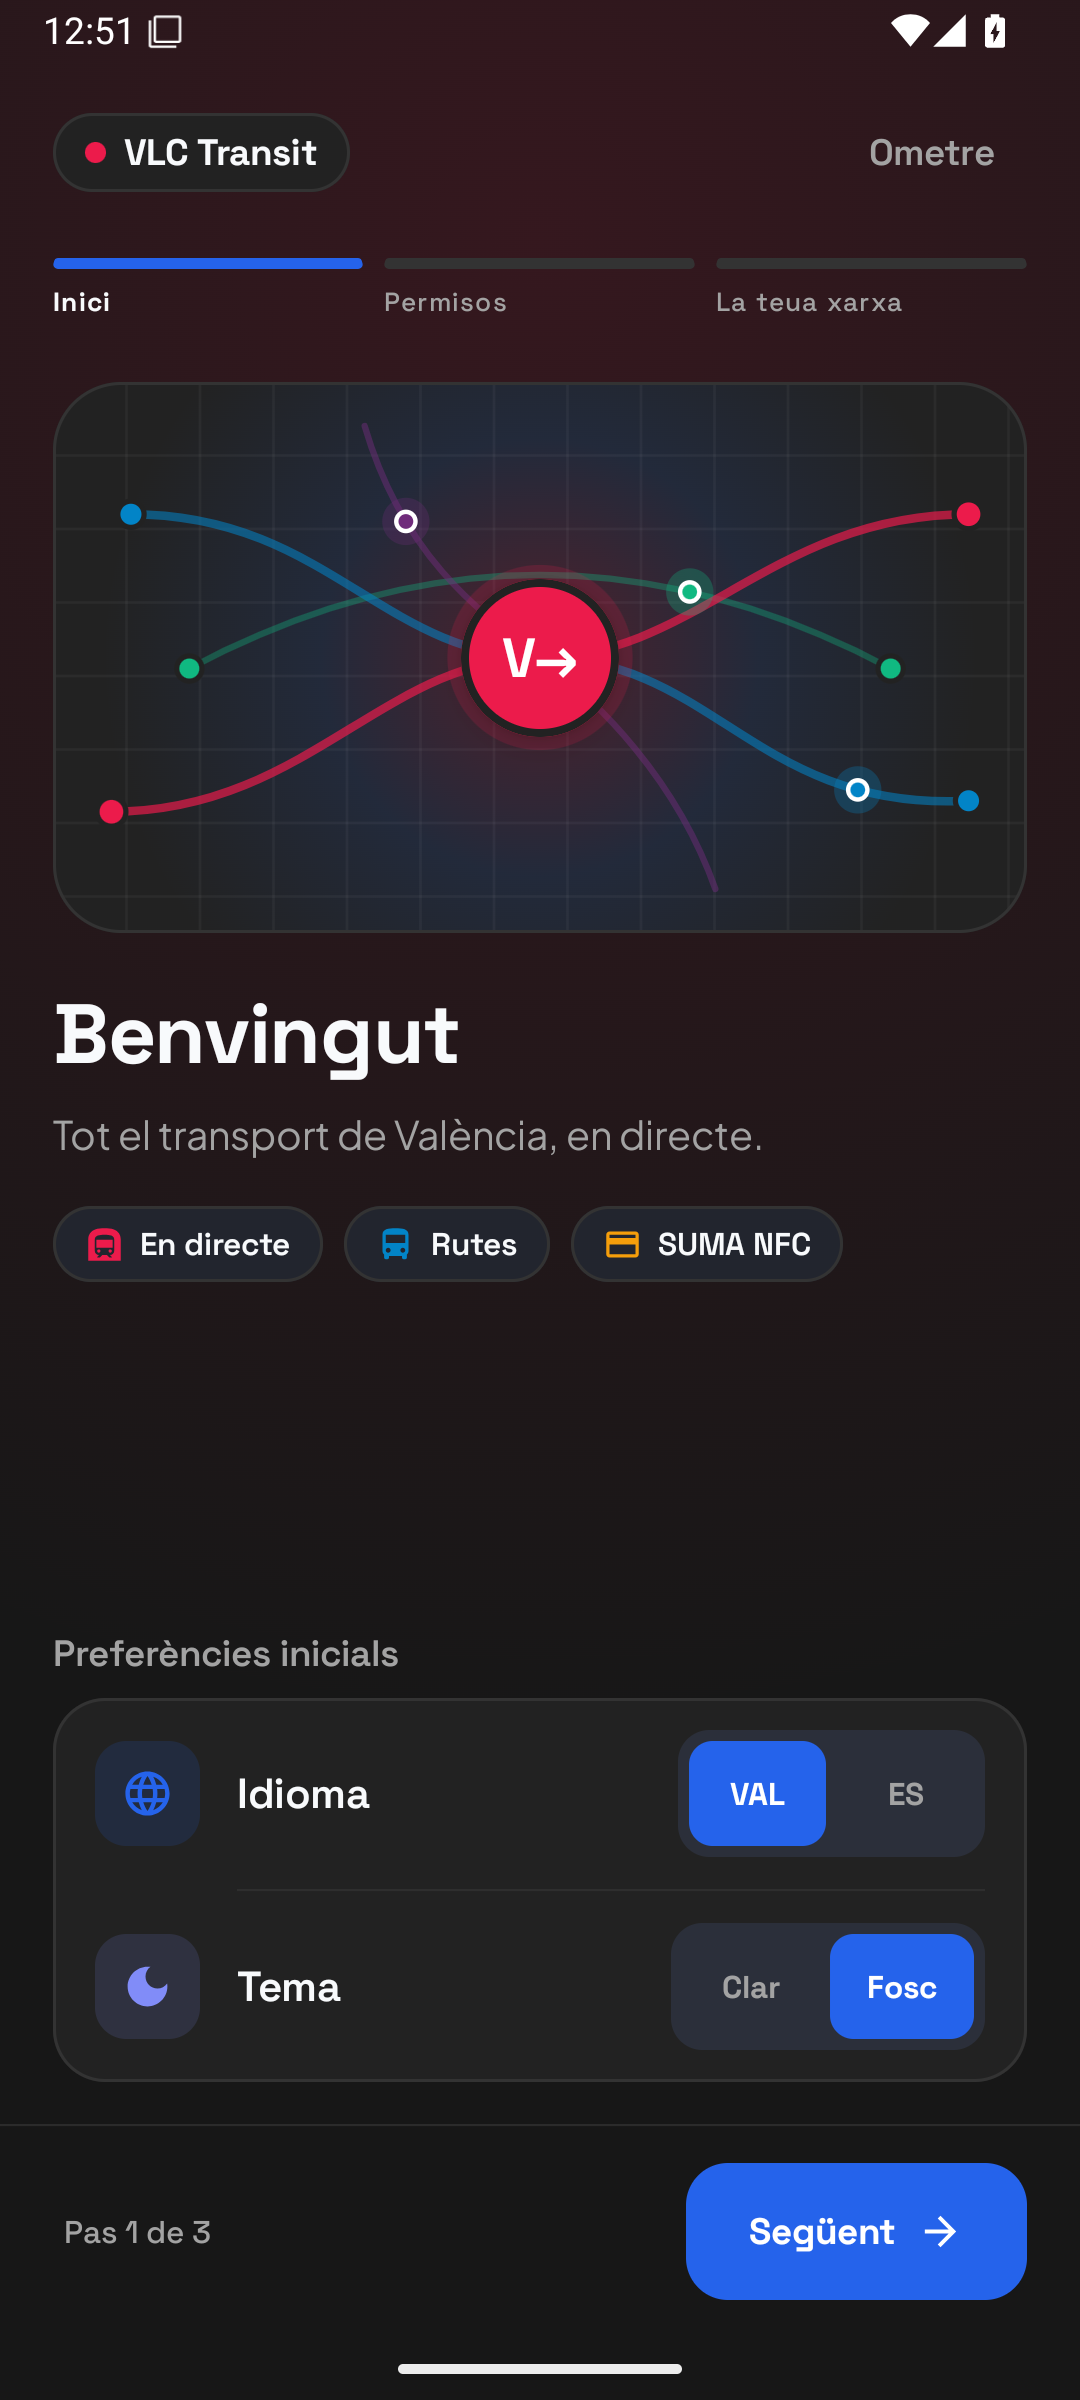 12:51
VLC Transit
Ometre
Inici
Permisos
La teua xarxa
V→
Benvingut
Tot el transport de València, en directe.
En directe
Rutes
SUMA NFC
Preferències inicials
Idioma
VAL
ES
Tema
Clar
Fosc
Pas 1 de 3
Següent →